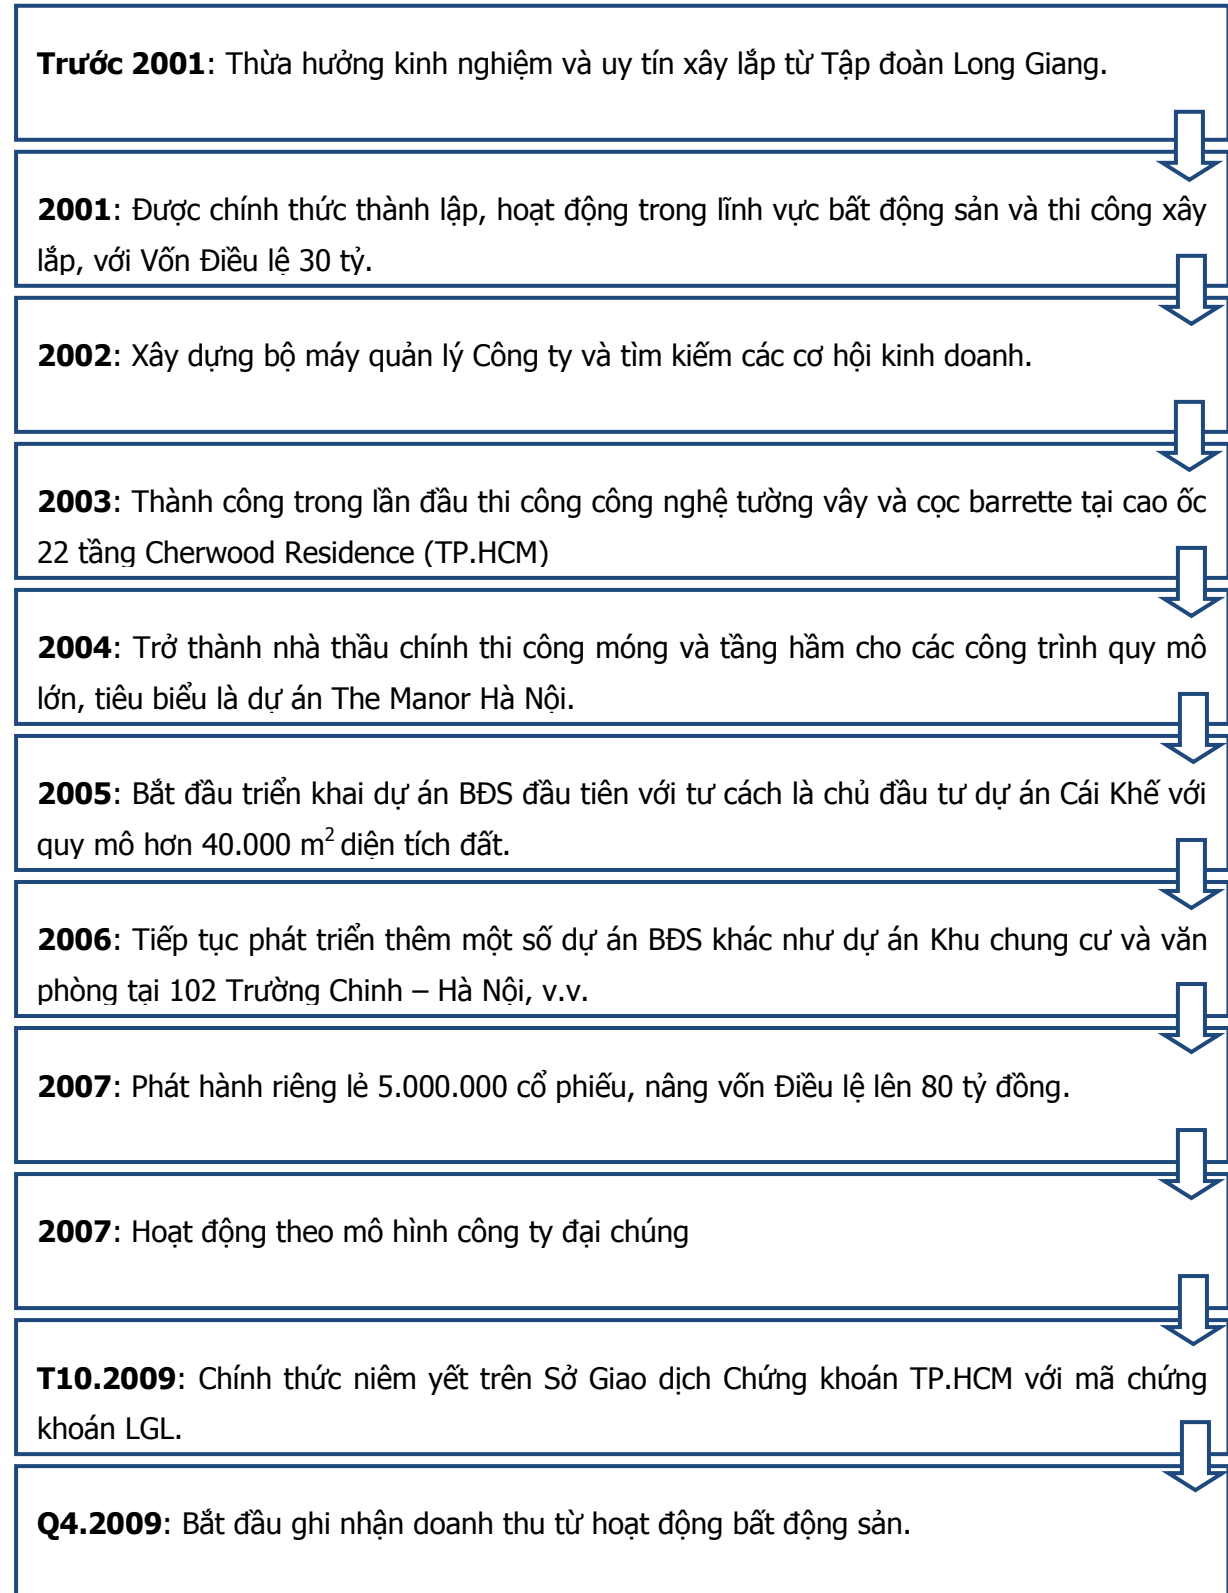 Trước 2001: Thừa hưởng kinh nghiệm và uy tín xây lắp từ Tập đoàn Long Giang.
2001: Được chính thức thành lập, hoạt động trong lĩnh vực bất động sản và thi công xây
lắp, với Vốn Điều lệ 30 tỷ.
2002: Xây dựng bộ máy quản lý Công ty và tìm kiếm các cơ hội kinh doanh.
2003: Thành công trong lần đầu thi công công nghệ tường vây và cọc barrette tại cao ốc
22 tầng Cherwood Residence (TP.HCM)
2004: Trở thành nhà thầu chính thi công móng và tầng hầm cho các công trình quy mô
lớn, tiêu biểu là dự án The Manor Hà Nội.
2005: Bắt đầu triển khai dự án BĐS đầu tiên với tư cách là chủ đầu tư dự án Cái Khế với
quy mô hơn 40.000 m² diện tích đất.
2006: Tiếp tục phát triển thêm một số dự án BĐS khác như dự án Khu chung cư và văn
phòng tại 102 Trường Chinh – Hà Nội, v.v.
2007: Phát hành riêng lẻ 5.000.000 cổ phiếu, nâng vốn Điều lệ lên 80 tỷ đồng.
2007: Hoạt động theo mô hình công ty đại chúng
T10.2009: Chính thức niêm yết trên Sở Giao dịch Chứng khoán TP.HCM với mã chứng
khoán LGL.
Q4.2009: Bắt đầu ghi nhận doanh thu từ hoạt động bất động sản.